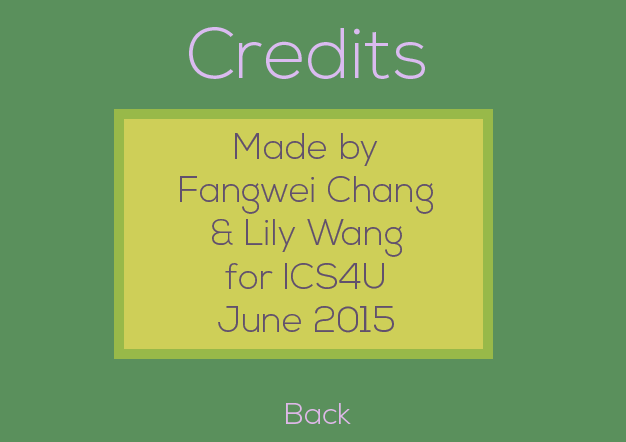 Credits
Made by
Fangwei Chang
& Lily Wang
for ICS4U
June 2015
Back